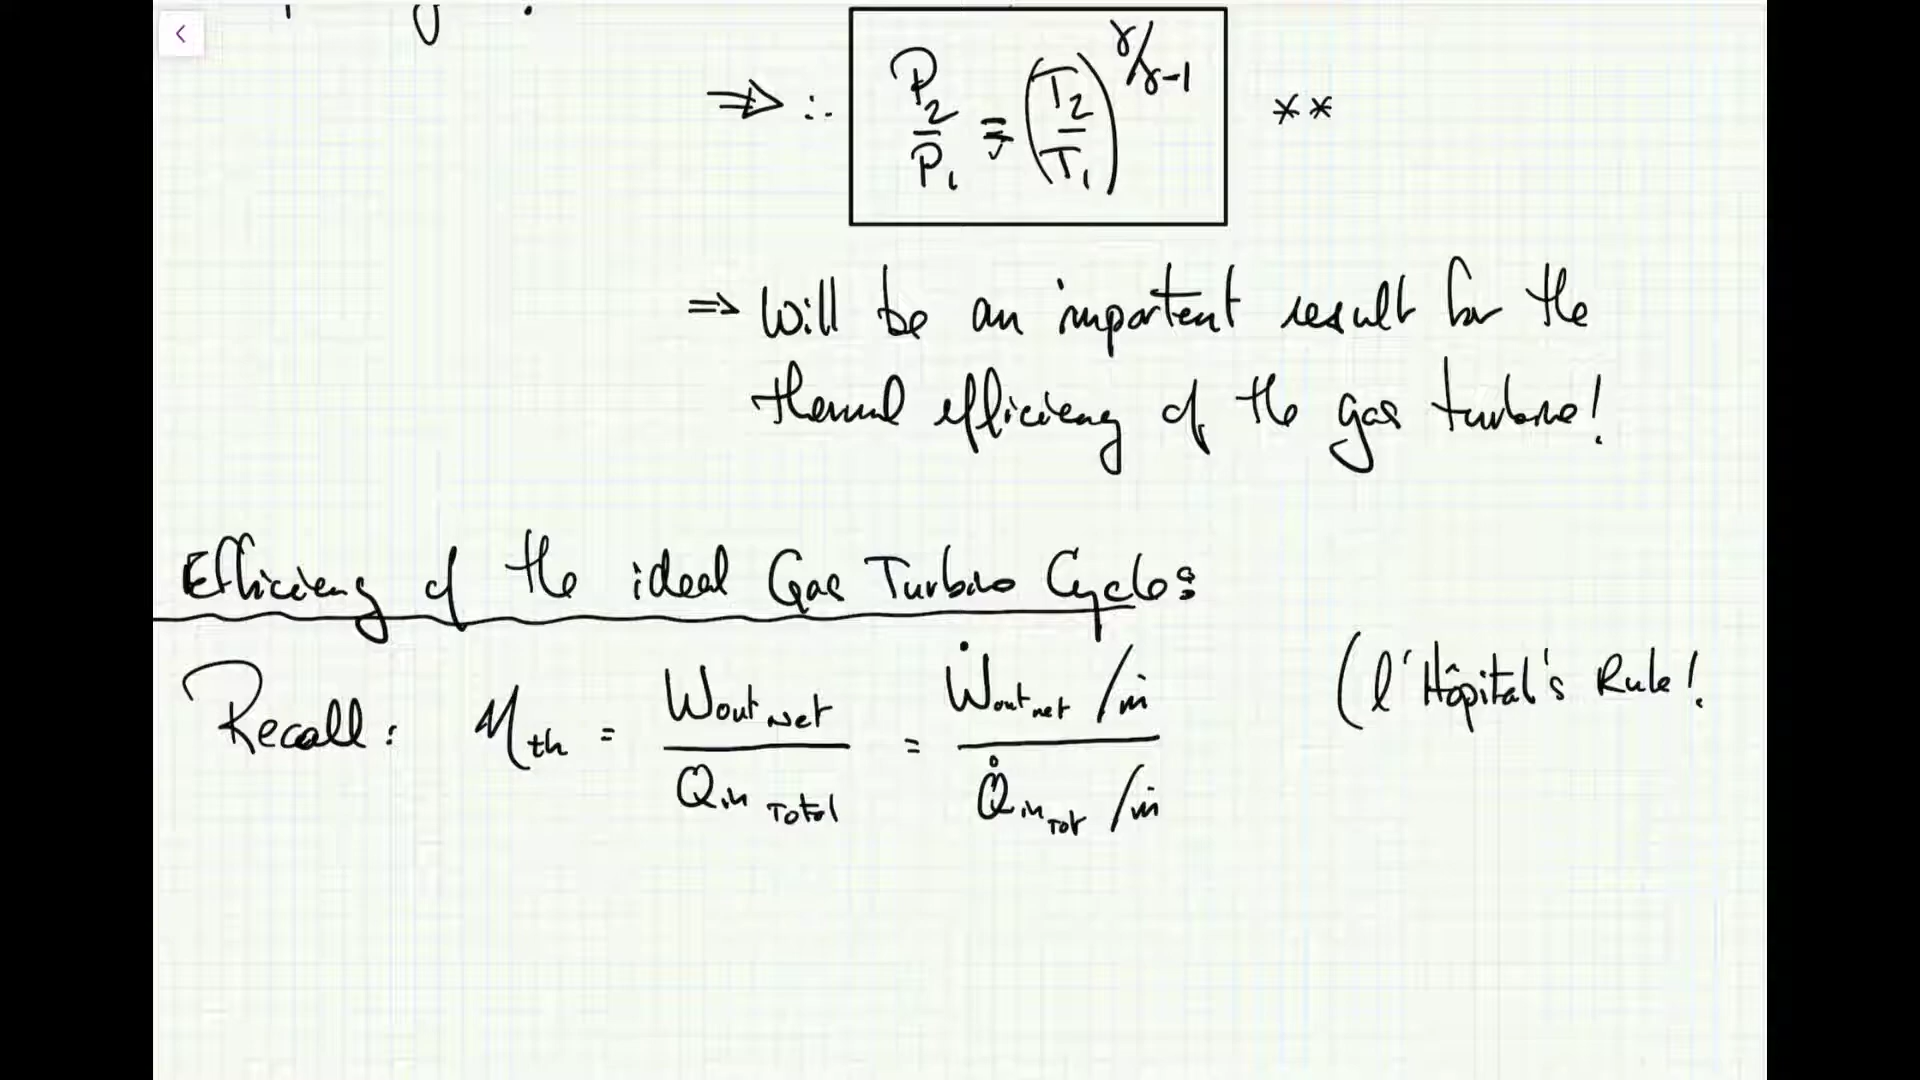 ⇒ ∴ P2/P1 = (T2/T1)^γ/γ-1 **
⇒ Will be an important result for the
thermal efficiency of the gas turbine!
Efficiency of the ideal Gas Turbine Cycle:
Recall: ηth = Wout Net / Qin Total = Ẇout net /ṁ / Q̇in Tot /ṁ (l'Hôpital's Rule!